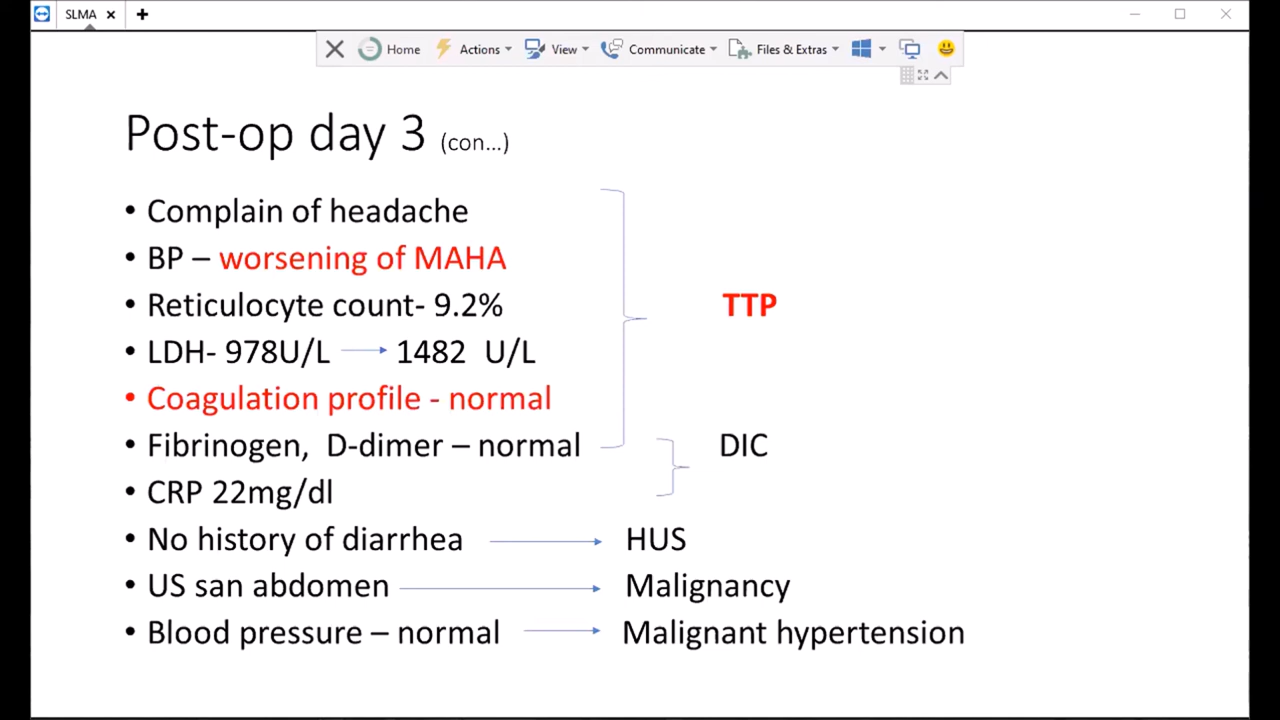 SLMA
Home Actions View Communicate Files & Extras
Post-op day 3 (con...)
• Complain of headache
• BP – worsening of MAHA
• Reticulocyte count- 9.2%
TTP
• LDH- 978U/L 1482 U/L
• Coagulation profile - normal
• Fibrinogen, D-dimer – normal
DIC
• CRP 22mg/dl
• No history of diarrhea HUS
• US san abdomen Malignancy
• Blood pressure – normal Malignant hypertension